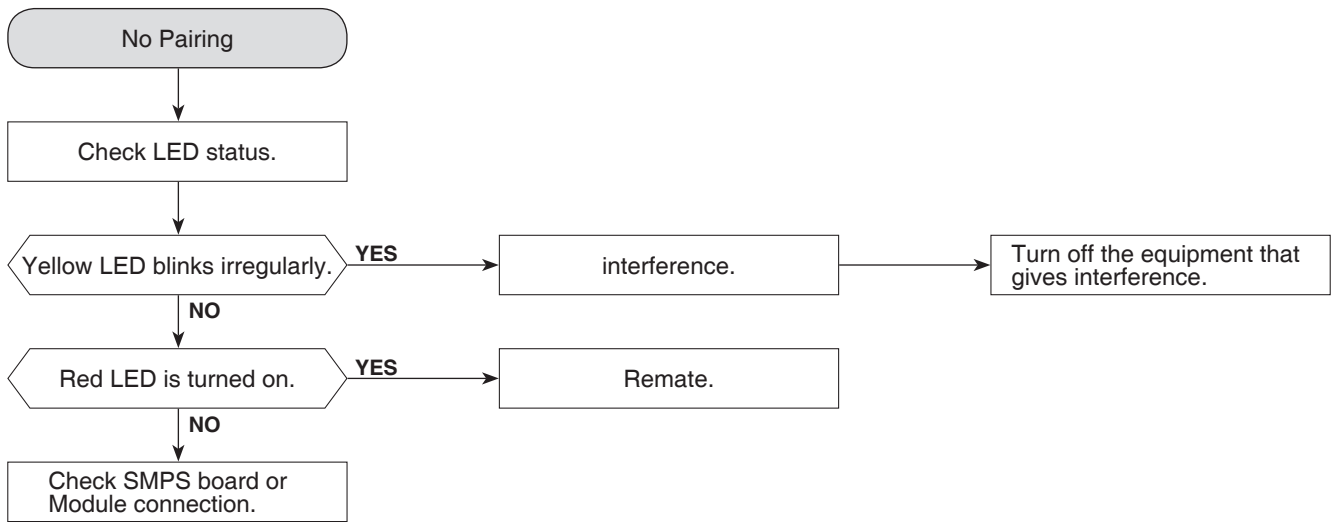 No Pairing
Check LED status.
Yellow LED blinks irregularly.
YES
interference.
Turn off the equipment that
gives interference.
NO
Red LED is turned on.
YES
Remate.
NO
Check SMPS board or
Module connection.